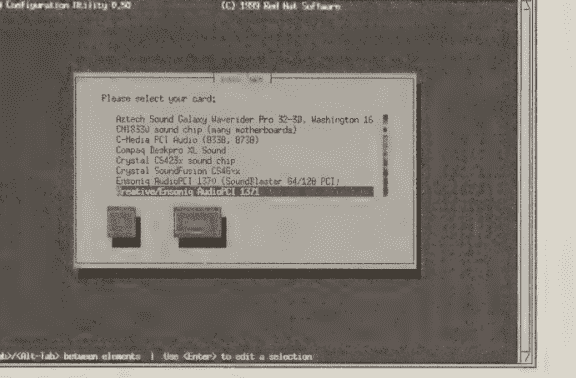 Configuration Utility 0.50 (C) 1999 Red Hat Software
Please select your card:
Aztech Sound Galaxy Waverider Pro 32-3D, Washington 16
sound chip (many motherboards)
C-Media PCI Audio (8338, 8738)
Compaq Deskpro XL Sound
Crystal CS423x sound chip
Crystal SoundFusion CS46xx
Ensoniq AudioPCI 1370 (SoundBlaster 64/128 PCI)
Creative/Ensoniq AudioPCI 1371
/<Alt-Tab> between elements | Use <Enter> to edit a selection